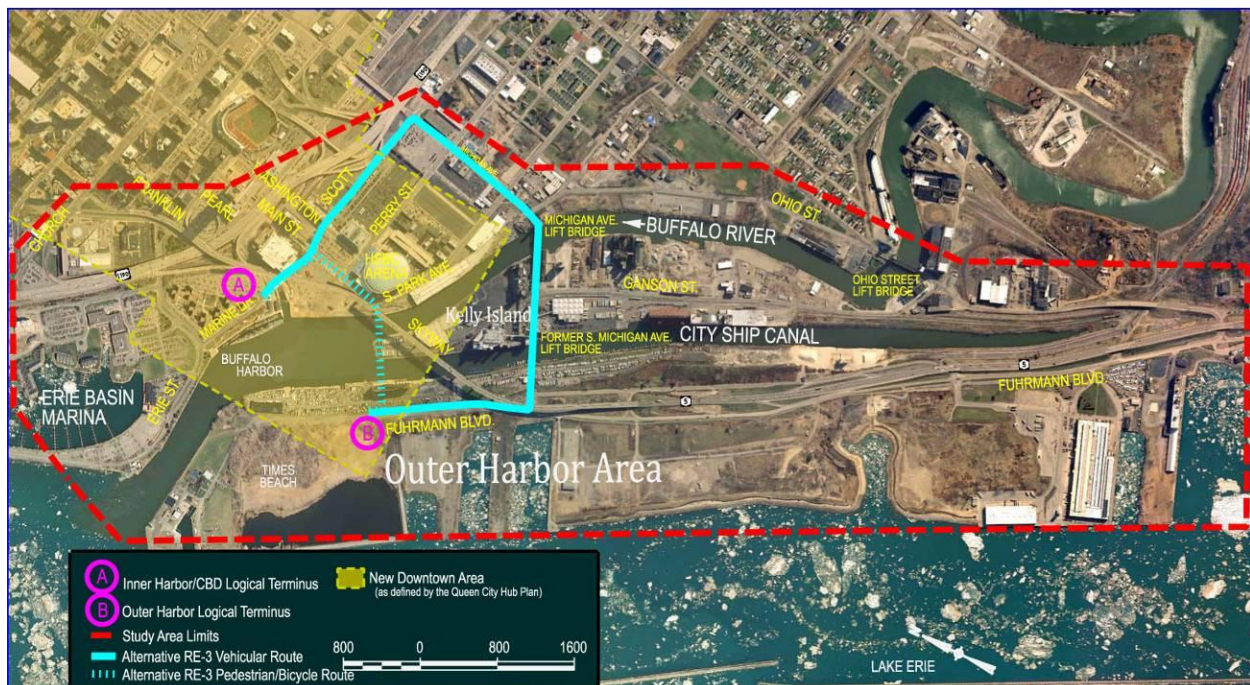 CHURCH
FRANKLIN
PEARL
WASHINGTON
MAIN ST.
SCOTT
PERRY ST.
I190
I190
HSBC
ARENA
S. PARK AVE.
MICHIGAN AVE.
LIFT BRIDGE
BUFFALO RIVER
OHIO ST.
OHIO STREET
LIFT BRIDGE
GANSON ST.
A
MARINE DR.
SKYWAY
Kelly Island
FORMER S. MICHIGAN AVE.
LIFT BRIDGE
CITY SHIP CANAL
BUFFALO
HARBOR
ERIE BASIN
MARINA
ERIE ST.
5
5
FUHRMANN BLVD.
B
FUHRMANN BLVD.
TIMES
BEACH
Outer Harbor Area
A Inner Harbor/CBD Logical Terminus
B Outer Harbor Logical Terminus
Study Area Limits
Alternative RE-3 Vehicular Route
Alternative RE-3 Pedestrian/Bicycle Route
New Downtown Area
(as defined by the Queen City Hub Plan)
800 0 800 1600
LAKE ERIE